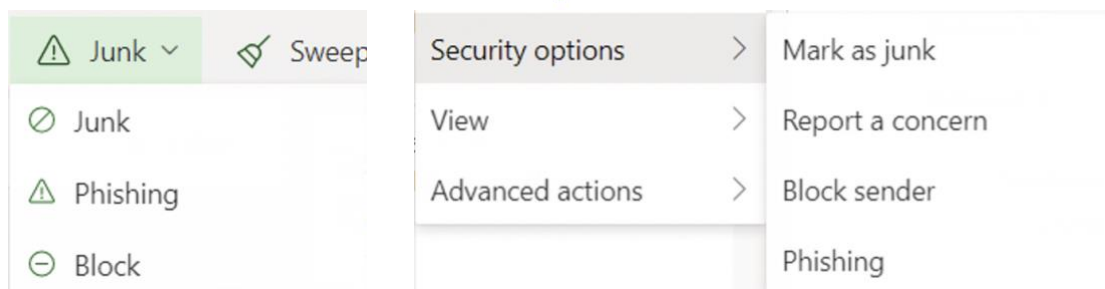 Junk
Sweep
Junk
Phishing
Block
Security options
View
Advanced actions
Mark as junk
Report a concern
Block sender
Phishing